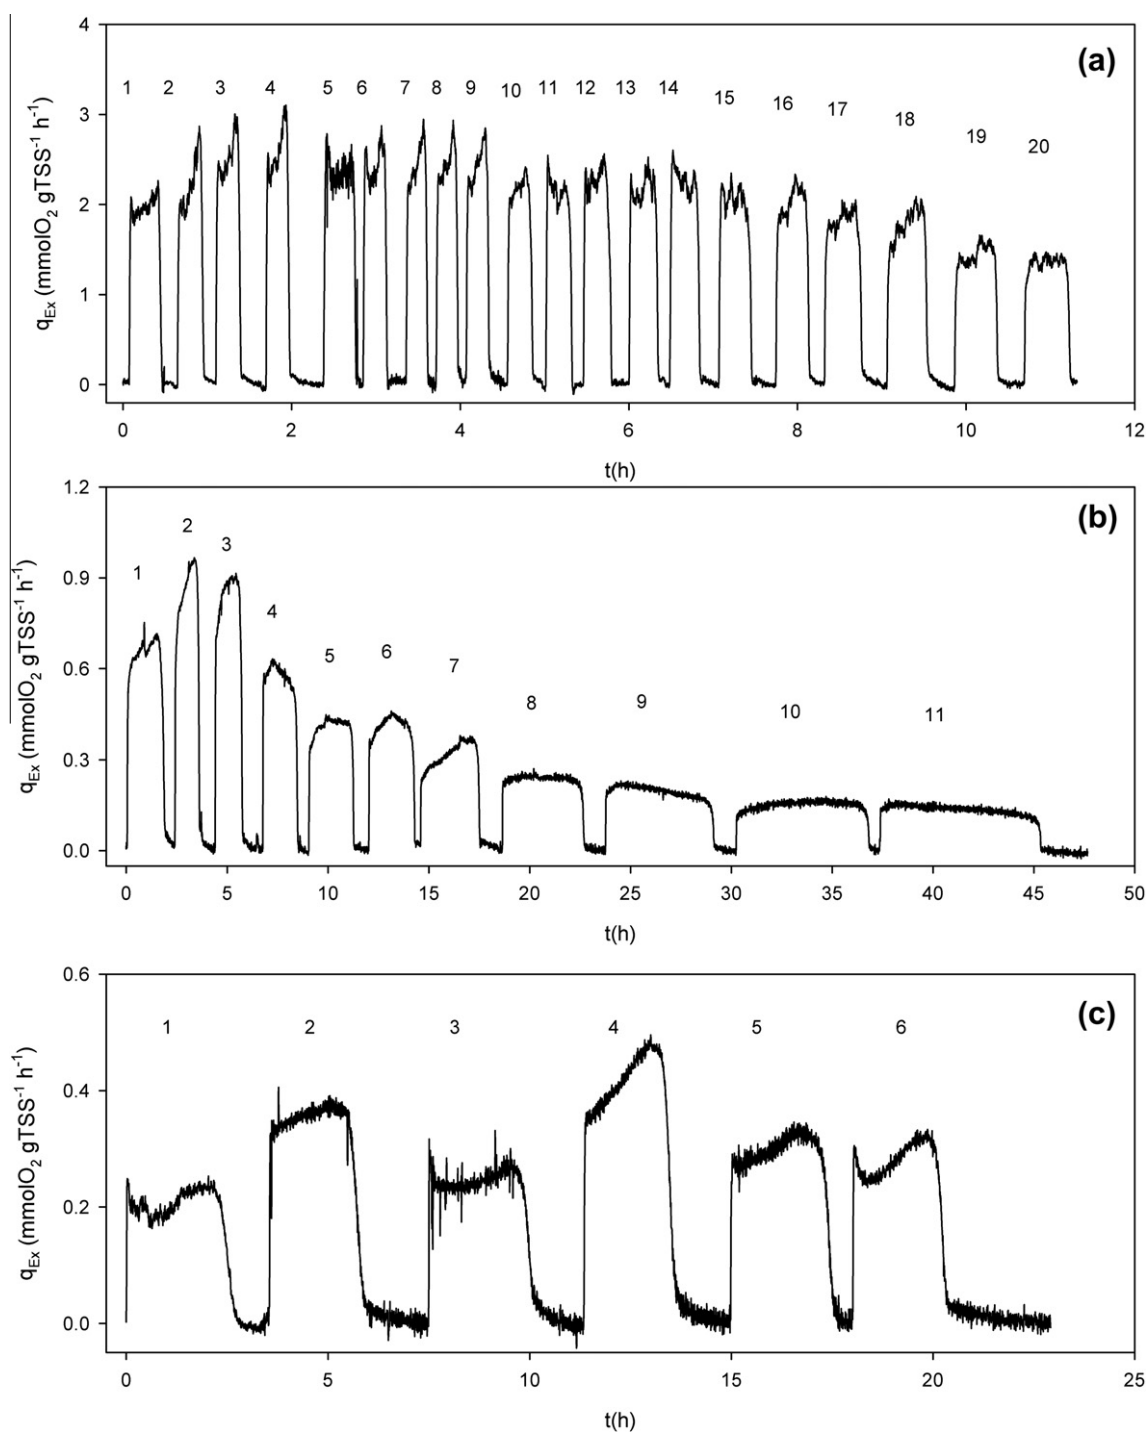 (a)
q_Ex (mmolO₂ gTSS⁻¹ h⁻¹)
4
3
2
1
0
1 2 3 4 5 6 7 8 9 10 11 12 13 14 15 16 17 18 19 20
0 2 4 6 8 10 12
t(h)
(b)
q_Ex (mmolO₂ gTSS⁻¹ h⁻¹)
1.2
0.9
0.6
0.3
0.0
1 2 3 4 5 6 7 8 9 10 11
0 5 10 15 20 25 30 35 40 45 50
t(h)
(c)
q_Ex (mmolO₂ gTSS⁻¹ h⁻¹)
0.6
0.4
0.2
0.0
1 2 3 4 5 6
0 5 10 15 20 25
t(h)